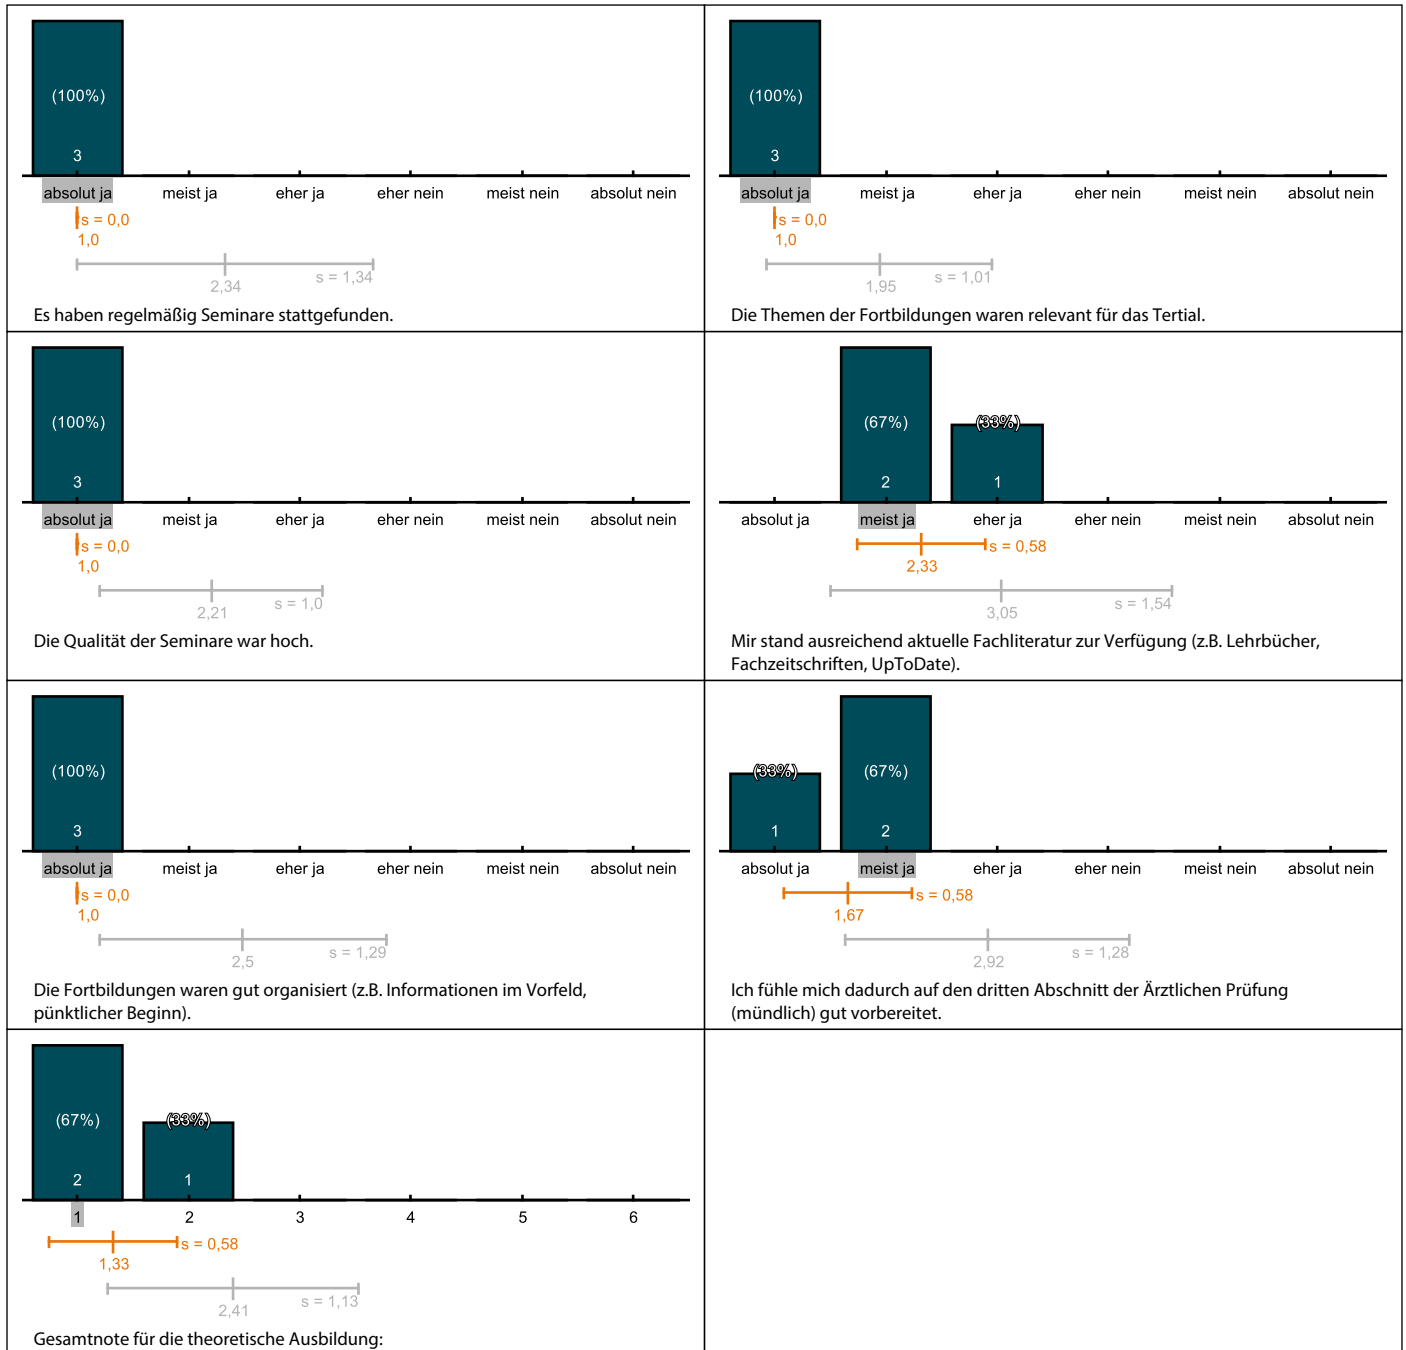 (100%)
3
absolut ja meist ja eher ja eher nein meist nein absolut nein
s = 0,0
1,0
s = 1,34
2,34
Es haben regelmäßig Seminare stattgefunden.
(100%)
3
absolut ja meist ja eher ja eher nein meist nein absolut nein
s = 0,0
1,0
s = 1,01
1,95
Die Themen der Fortbildungen waren relevant für das Tertial.
(100%)
3
absolut ja meist ja eher ja eher nein meist nein absolut nein
s = 0,0
1,0
s = 1,0
2,21
Die Qualität der Seminare war hoch.
(67%) (33%)
2 1
absolut ja meist ja eher ja eher nein meist nein absolut nein
s = 0,58
2,33
s = 1,54
3,05
Mir stand ausreichend aktuelle Fachliteratur zur Verfügung (z.B. Lehrbücher,
Fachzeitschriften, UpToDate).
(100%)
3
absolut ja meist ja eher ja eher nein meist nein absolut nein
s = 0,0
1,0
s = 1,29
2,5
Die Fortbildungen waren gut organisiert (z.B. Informationen im Vorfeld,
pünktlicher Beginn).
(33%) (67%)
1 2
absolut ja meist ja eher ja eher nein meist nein absolut nein
s = 0,58
1,67
s = 1,28
2,92
Ich fühle mich dadurch auf den dritten Abschnitt der Ärztlichen Prüfung
(mündlich) gut vorbereitet.
(67%) (33%)
2 1
1 2 3 4 5 6
s = 0,58
1,33
s = 1,13
2,41
Gesamtnote für die theoretische Ausbildung: